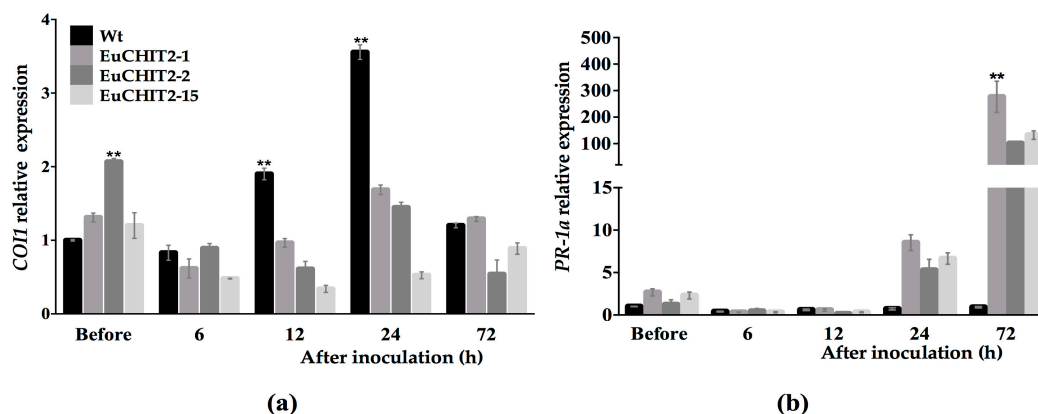 4
3
2
1
0
COI1 relative expression
Wt
EuCHIT2-1
EuCHIT2-2
EuCHIT2-15
**
**
**
Before 6 12 24 72
After inoculation (h)
(a)
500
400
300
200
100
15
10
5
0
PR-1a relative expression
**
Before 6 12 24 72
After inoculation (h)
(b)